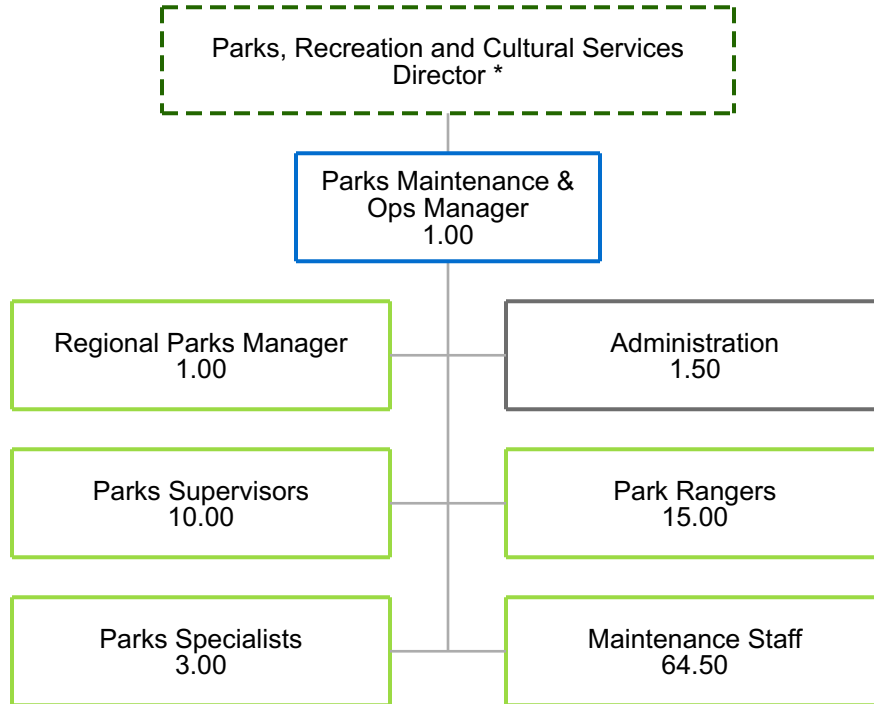 Parks, Recreation and Cultural Services
Director *
Parks Maintenance &
Ops Manager
1.00
Regional Parks Manager
1.00
Administration
1.50
Parks Supervisors
10.00
Park Rangers
15.00
Parks Specialists
3.00
Maintenance Staff
64.50